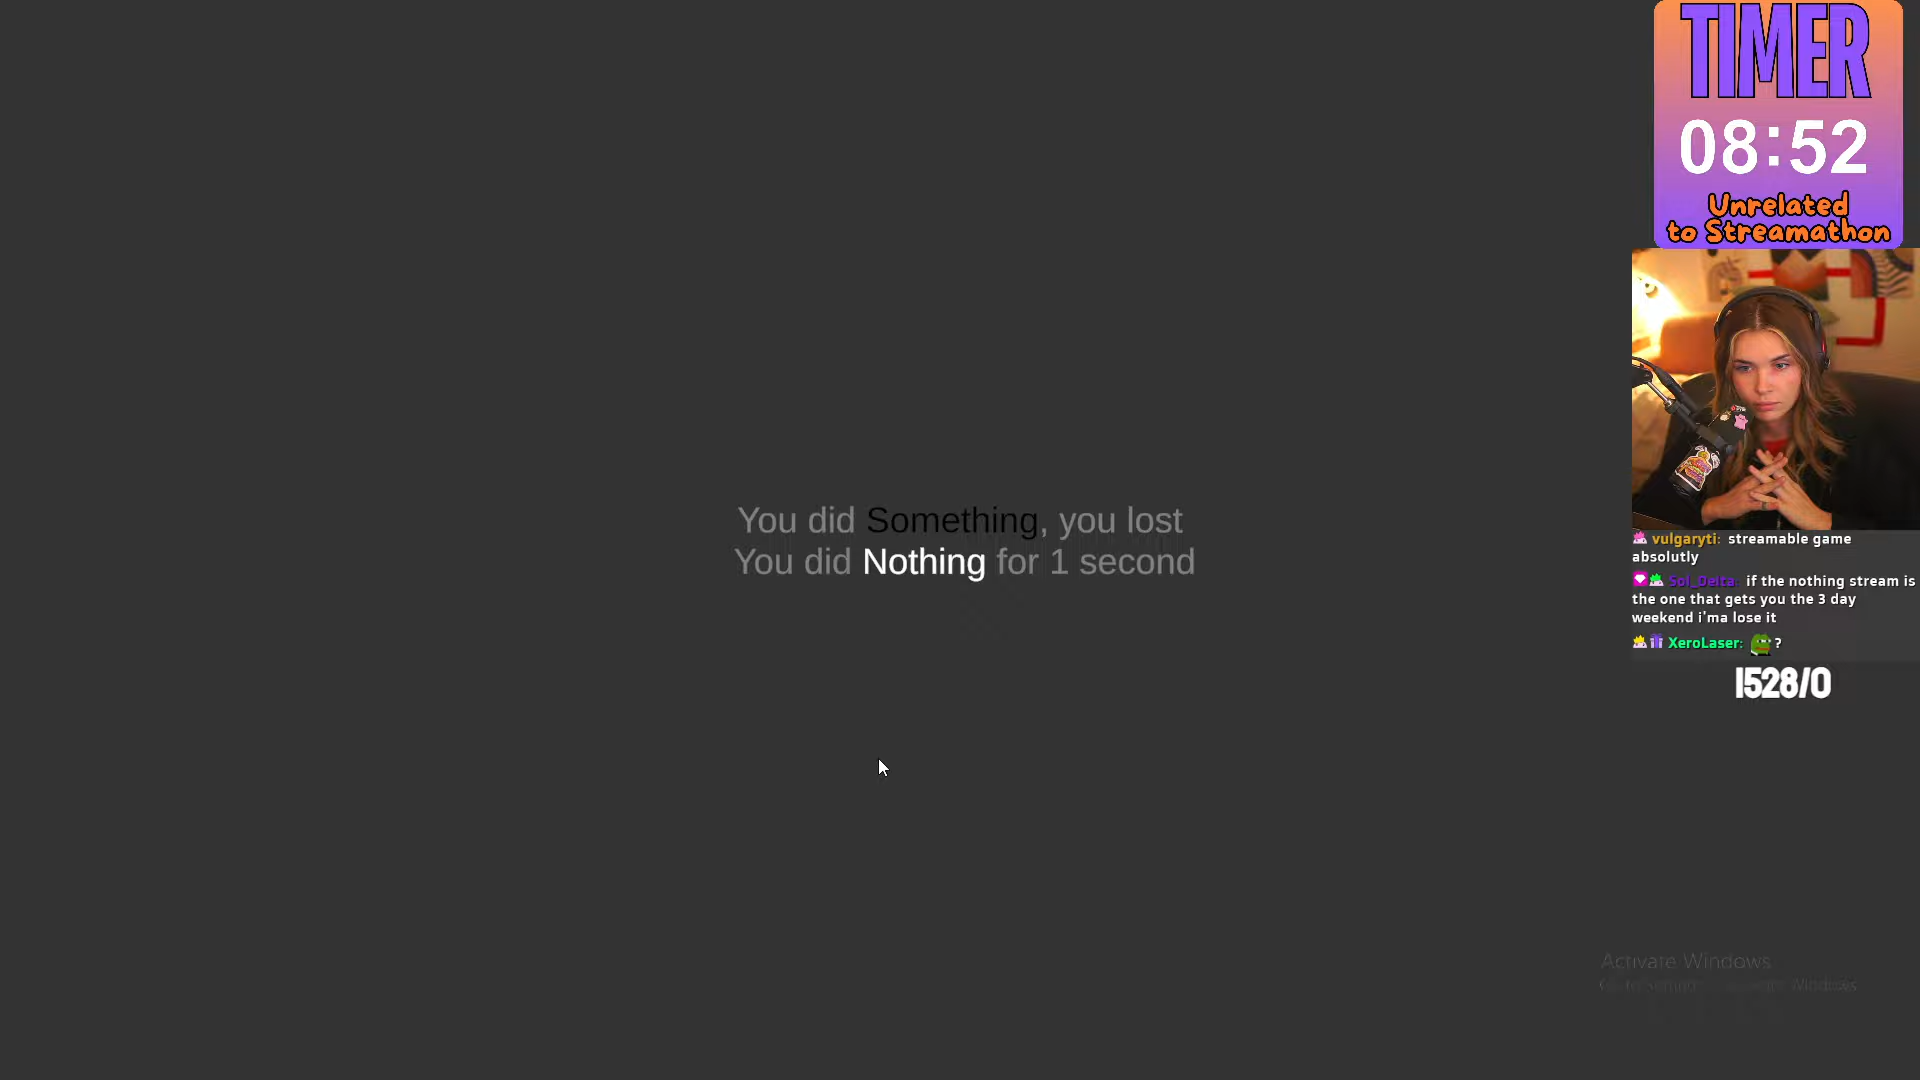 TIMER
08:52
Unrelated
to Streamathon
You did Something, you lost
You did Nothing for 1 second
vulgaryti: streamable game
absolutly
Sol_Delta: if the nothing stream is
the one that gets you the 3 day
weekend i'ma lose it
XeroLaser: ?
1528/0
Activate Windows
Windows